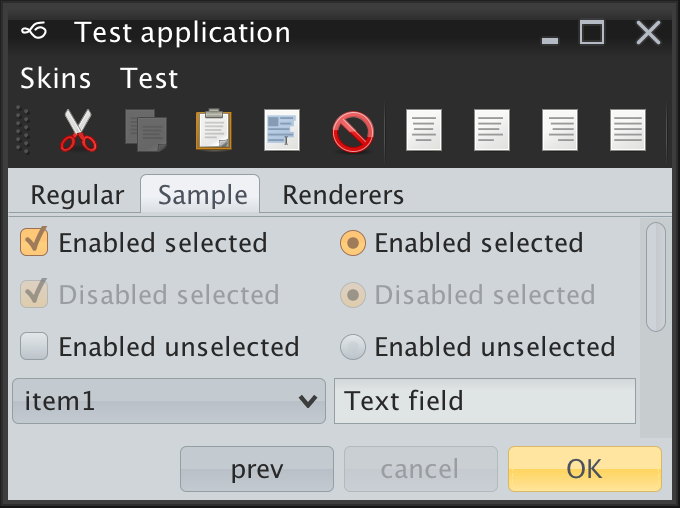 Test application
Skins Test
Regular Sample Renderers
Enabled selected Enabled selected
Disabled selected Disabled selected
Enabled unselected Enabled unselected
item1 Text field
prev cancel OK